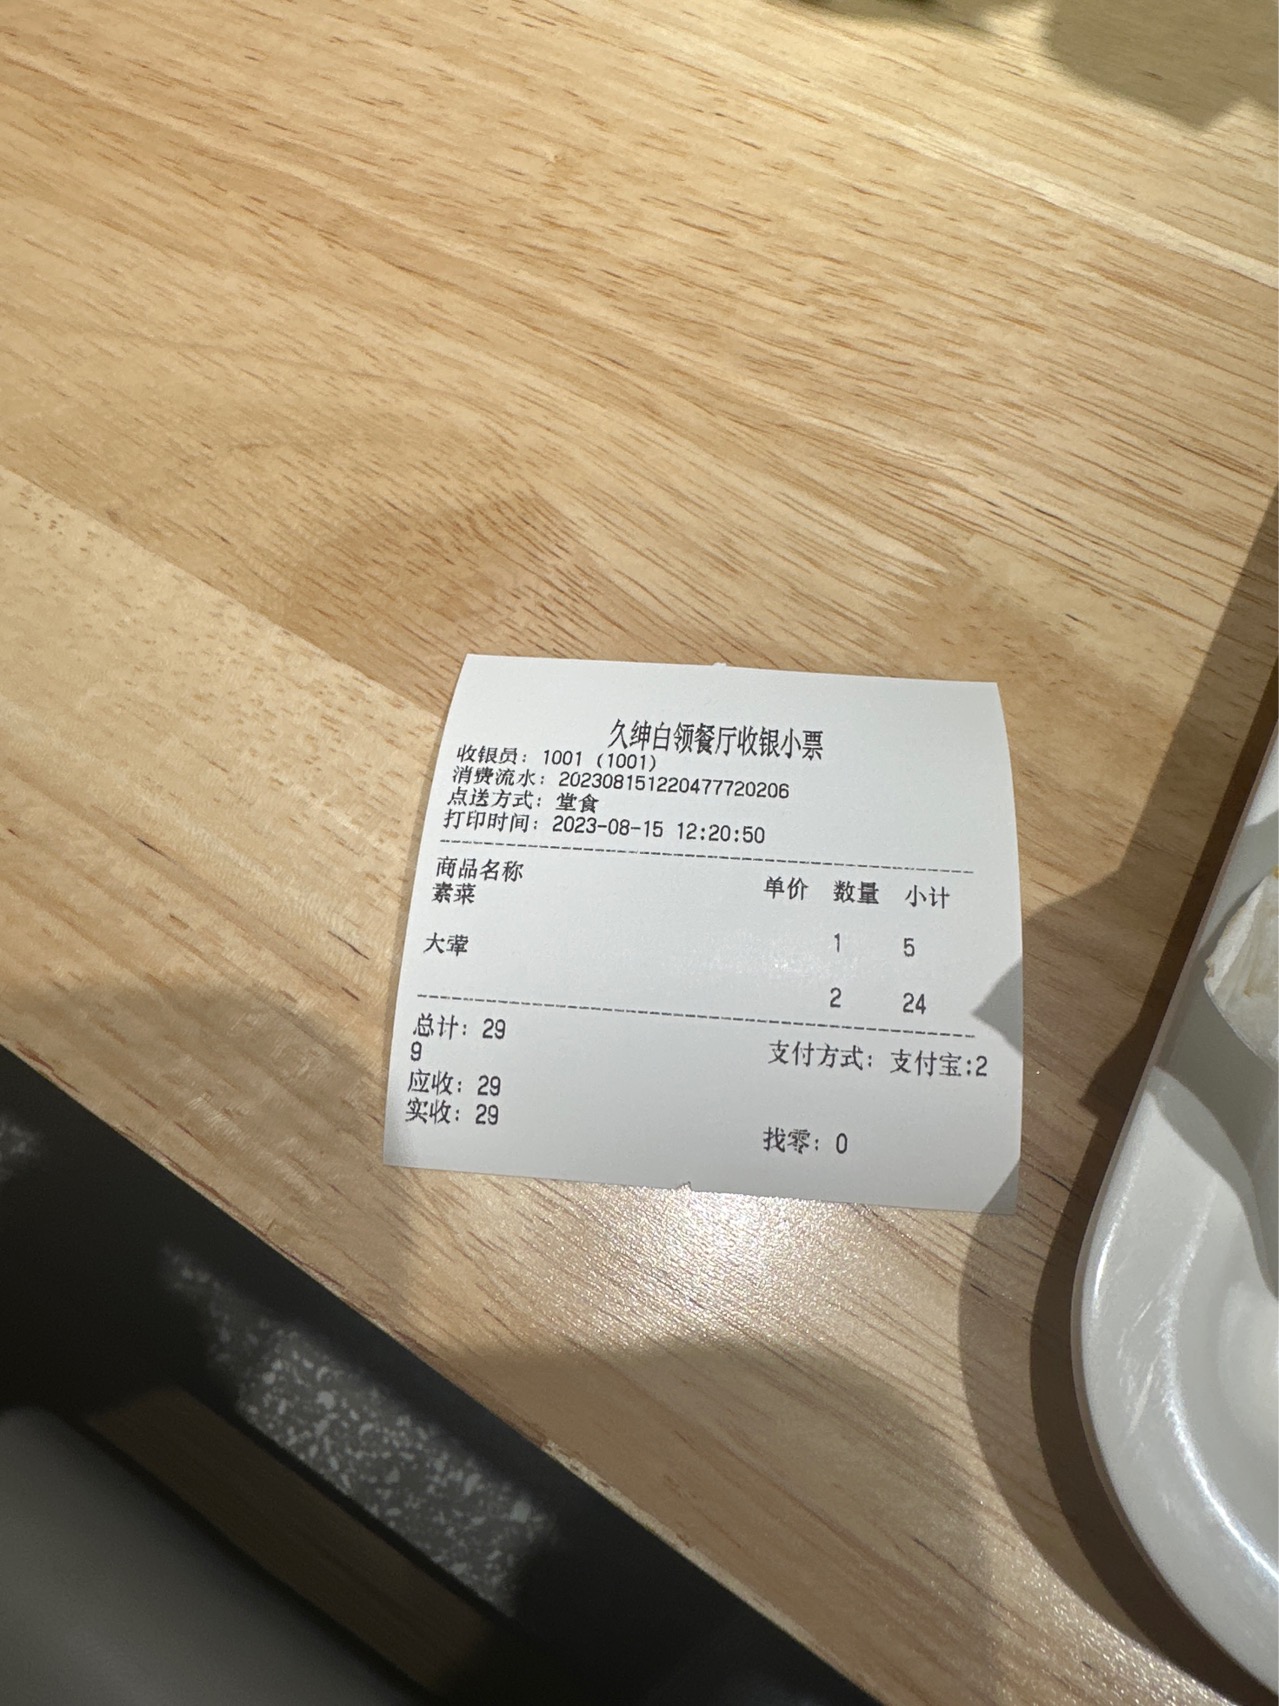 久绅白领餐厅收银小票
收银员：1001 (1001)
消费流水：202308151220477720206
点送方式：堂食
打印时间：2023-08-15 12:20:50
商品名称 单价 数量 小计
素菜
1 5
大荤
2 24
总计：29 支付方式：支付宝:2
9
应收：29
实收：29 找零：0